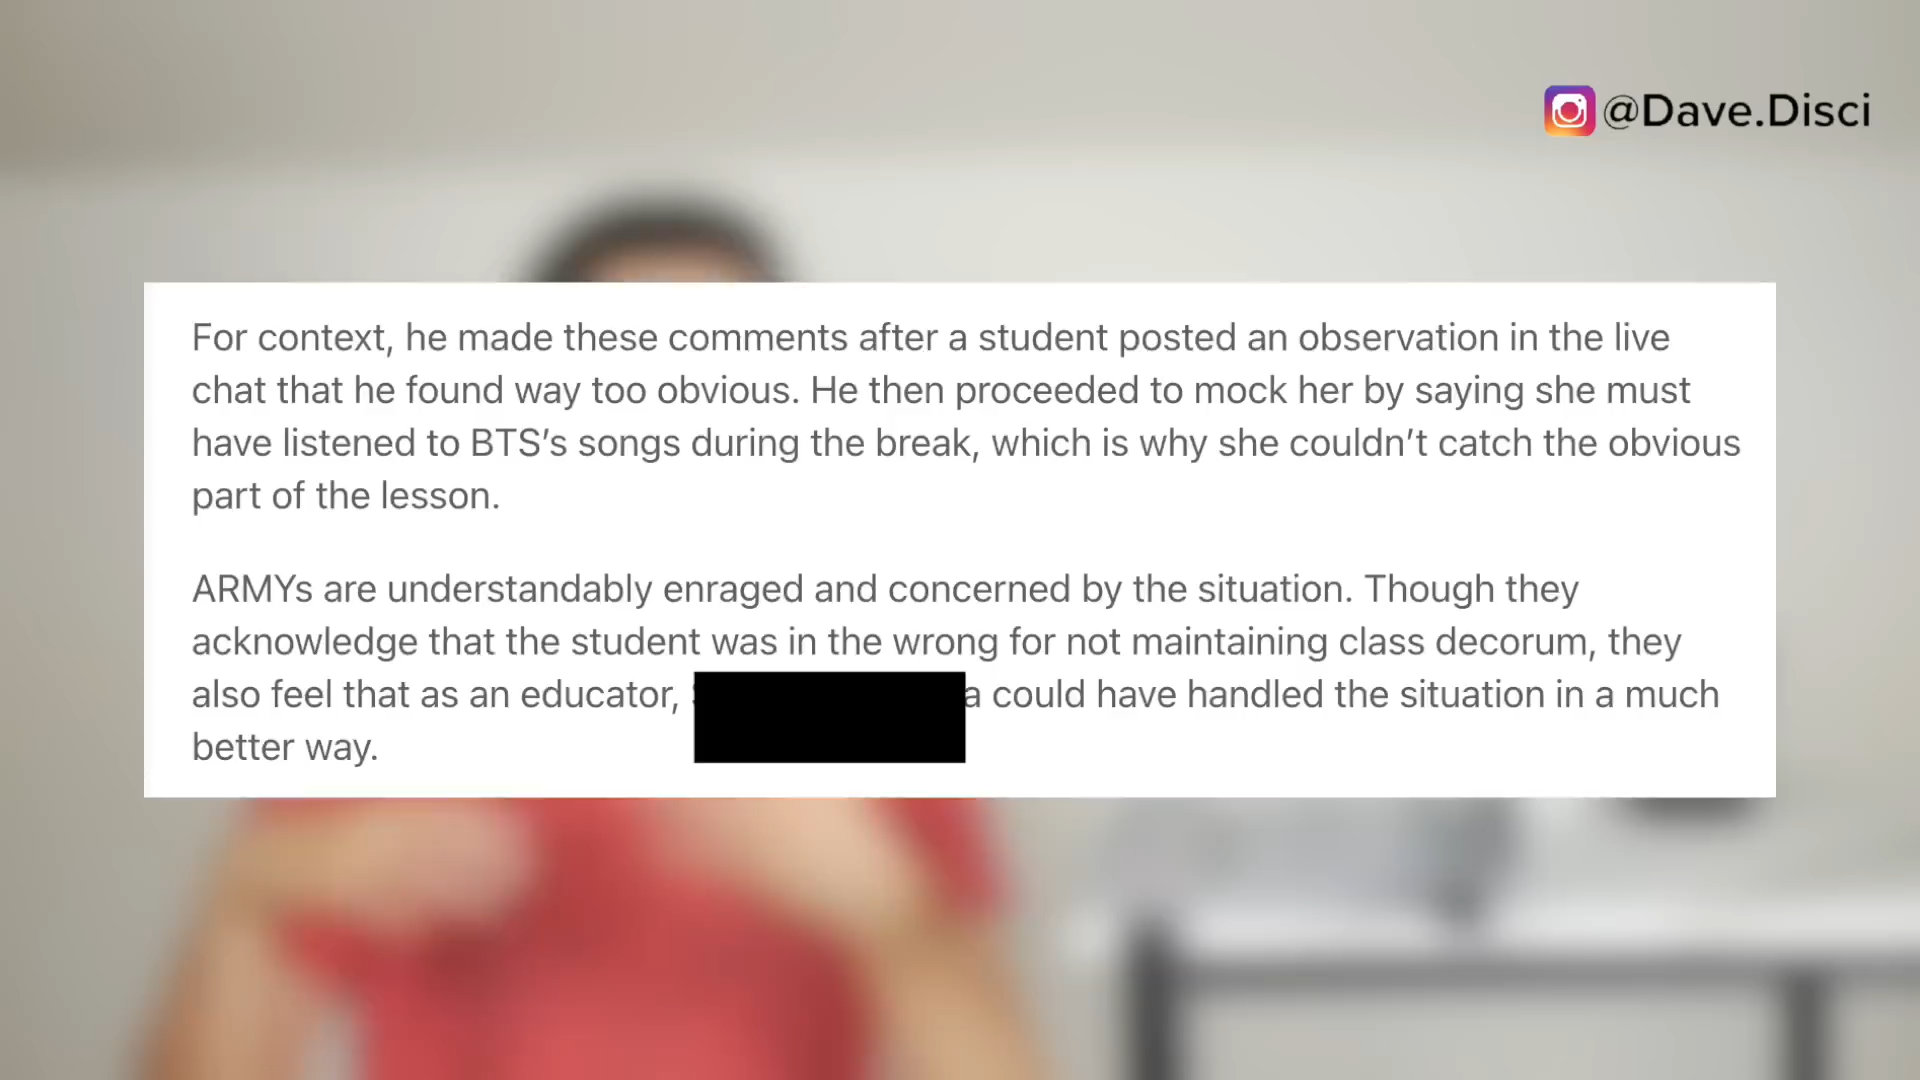 @Dave.Disci
For context, he made these comments after a student posted an observation in the live
chat that he found way too obvious. He then proceeded to mock her by saying she must
have listened to BTS’s songs during the break, which is why she couldn’t catch the obvious
part of the lesson.
ARMYs are understandably enraged and concerned by the situation. Though they
acknowledge that the student was in the wrong for not maintaining class decorum, they
also feel that as an educator, a could have handled the situation in a much
better way.